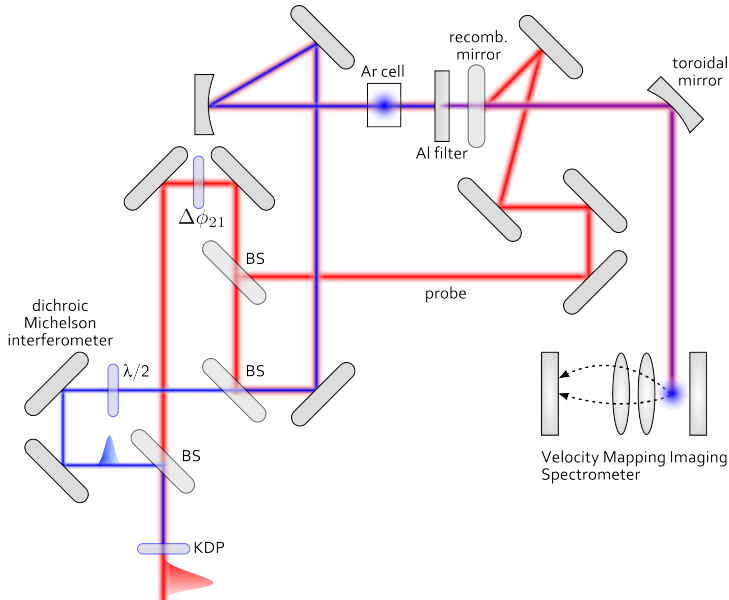 recomb.
mirror
toroidal
mirror
Ar cell
Al filter
Δϕ21
BS
probe
dichroic
Michelson
interferometer
λ/2
BS
BS
Velocity Mapping Imaging
Spectrometer
KDP